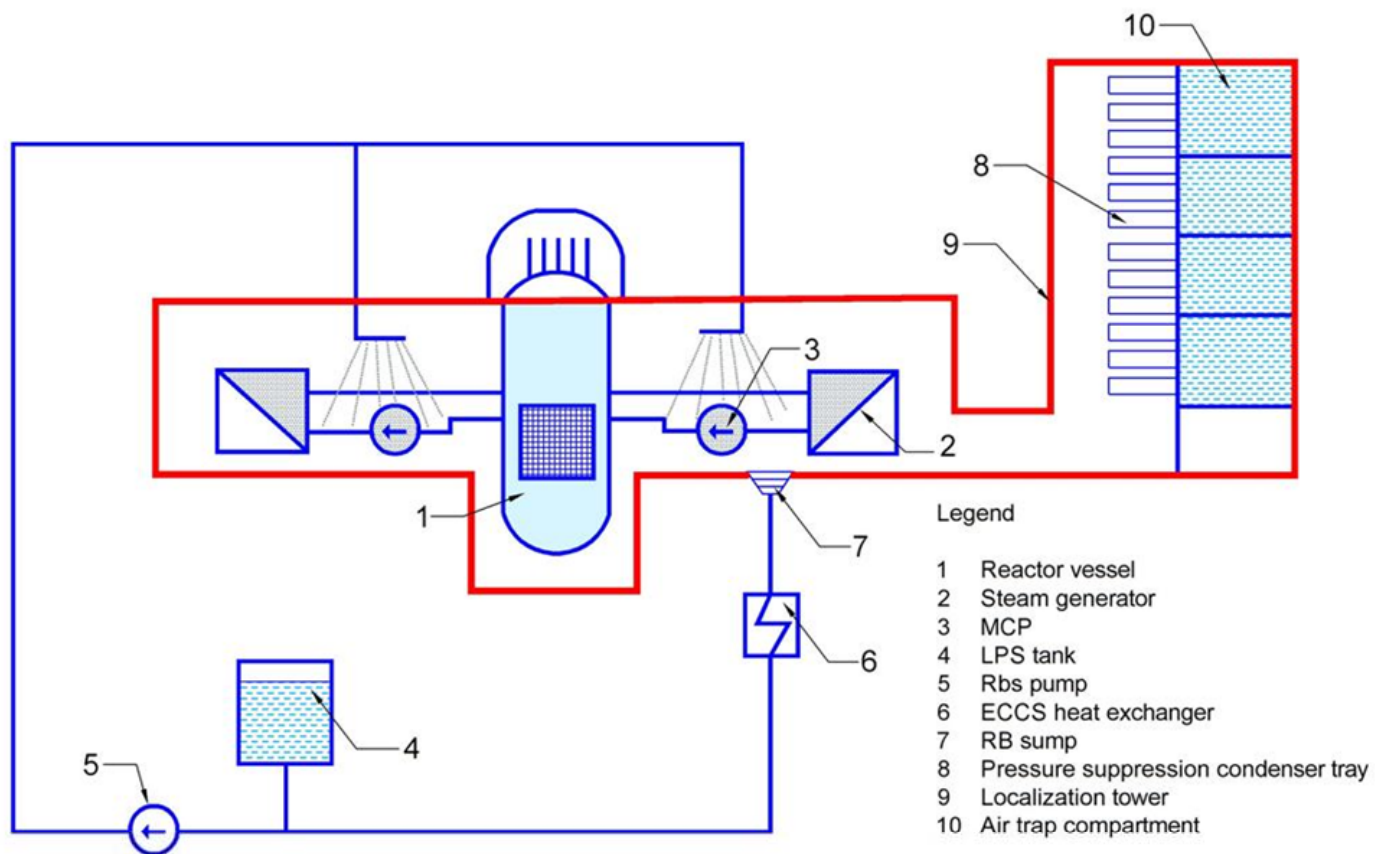 10
8
9
3
2
1
7
6
4
5
Legend
1 Reactor vessel
2 Steam generator
3 MCP
4 LPS tank
5 Rbs pump
6 ECCS heat exchanger
7 RB sump
8 Pressure suppression condenser tray
9 Localization tower
10 Air trap compartment